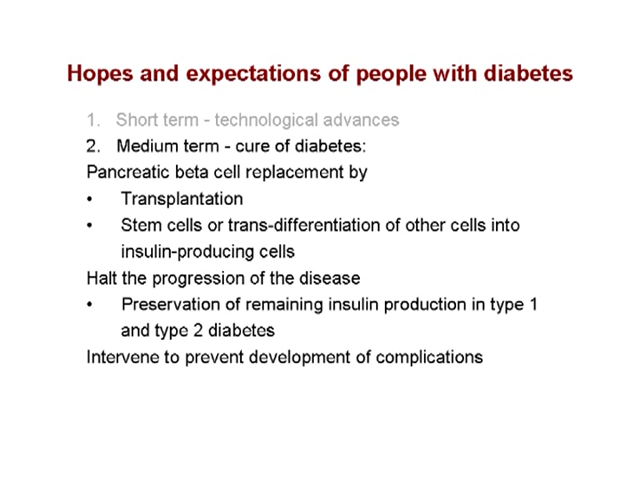 Hopes and expectations of people with diabetes
1. Short term - technological advances
2. Medium term - cure of diabetes:
Pancreatic beta cell replacement by
• Transplantation
• Stem cells or trans-differentiation of other cells into
insulin-producing cells
Halt the progression of the disease
• Preservation of remaining insulin production in type 1
and type 2 diabetes
Intervene to prevent development of complications